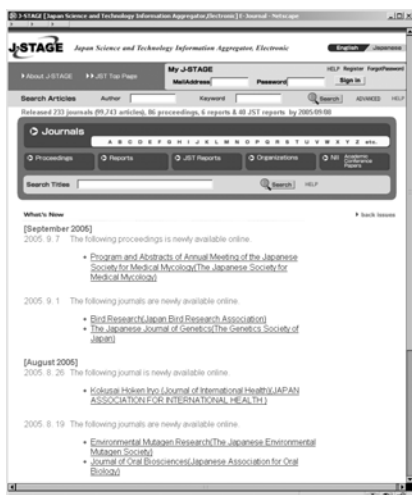 J-STAGE [Japan Science and Technology Information Aggregator, Electronic] E-Journal - Netscape
J-STAGE Japan Science and Technology Information Aggregator, Electronic English Japanese
About J-STAGE JST Top Page My J-STAGE HELP Register ForgotPassword
MailAddress Password Sign in
Search Articles Author Keyword Search ADVANCED HELP
Released 233 journals (99,743 articles), 86 proceedings, 6 reports & 40 JST reports by 2005/09/08
Journals
A B C D E F G H I J K L M N O P Q R S T U V W X Y Z etc.
Proceedings Reports JST Reports Organizations NII Academic Conference Papers
Search Titles Search HELP
What's New back issues
[September 2005]
2005. 9. 7 The following proceedings is newly available online.
Program and Abstracts of Annual Meeting of the Japanese
Society for Medical Mycology(The Japanese Society for
Medical Mycology)
2005. 9. 1 The following journals are newly available online.
Bird Research(Japan Bird Research Association)
The Japanese Journal of Genetics(The Genetics Society of
Japan)
[August 2005]
2005. 8. 26 The following journal is newly available online.
Kokusai Hoken Iryo (Journal of International Health)(JAPAN
ASSOCIATION FOR INTERNATIONAL HEALTH )
2005. 8. 19 The following journals are newly available online.
Environmental Mutagen Research(The Japanese Environmental
Mutagen Society)
Journal of Oral Biosciences(Japanese Association for Oral
Biology)